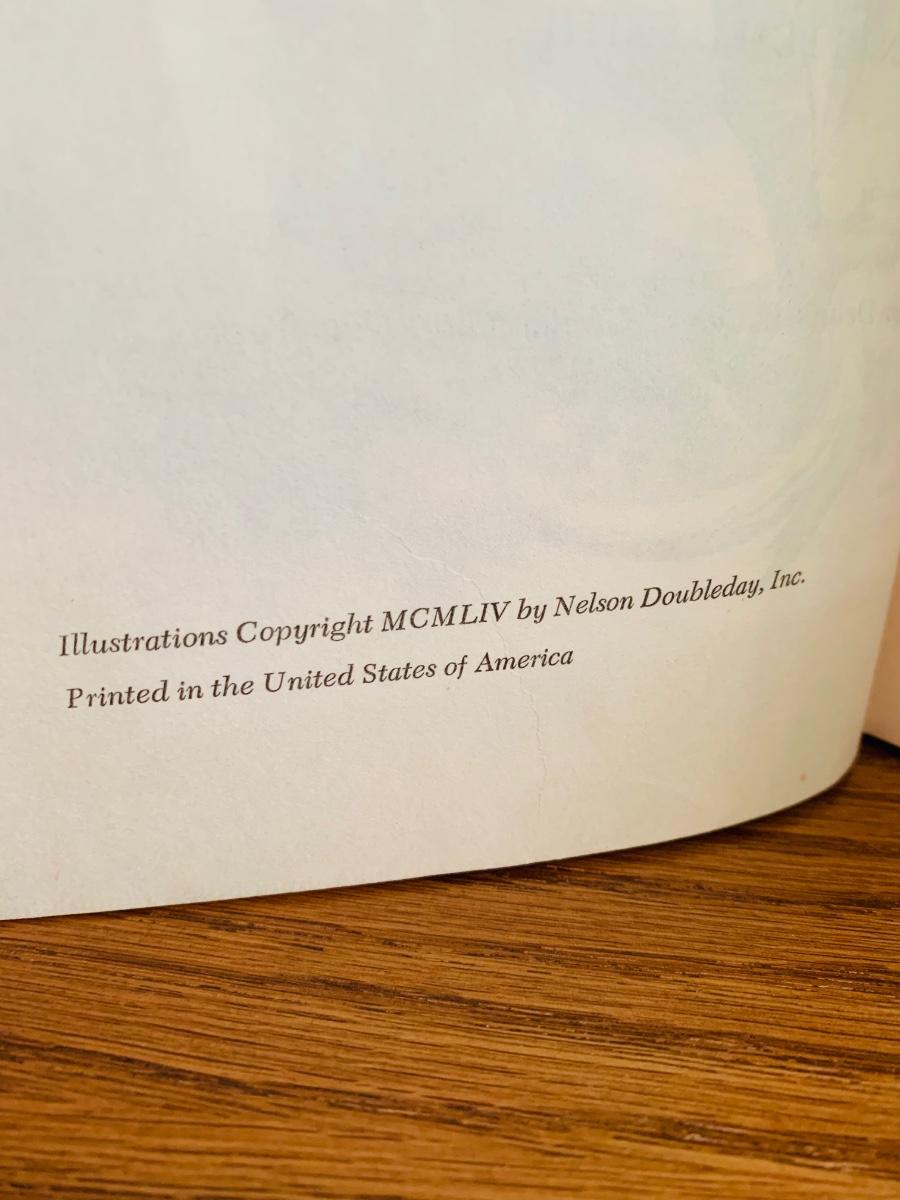 Illustrations Copyright MCMLIV by Nelson Doubleday, Inc.
Printed in the United States of America